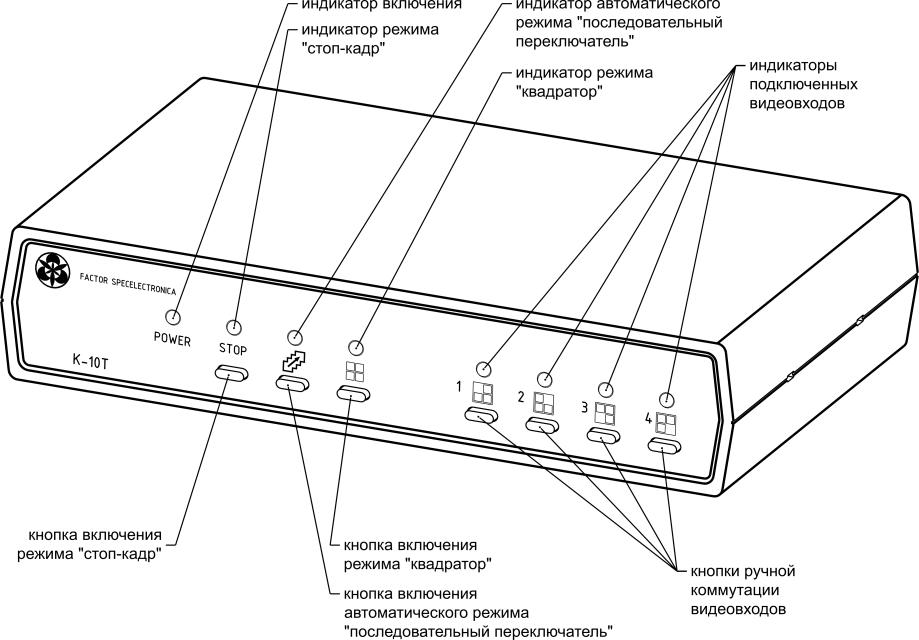 индикатор включения
индикатор режима
"стоп-кадр"
индикатор автоматического
режима "последовательный
переключатель"
индикатор режима
"квадратор"
индикаторы
подключенных
видеовходов
FACTOR SPECELECTRONICA
POWER
STOP
K-10T
1
2
3
4
кнопка включения
режима "стоп-кадр"
кнопка включения
режима "квадратор"
кнопка включения
автоматического режима
"последовательный переключатель"
кнопки ручной
коммутации
видеовходов